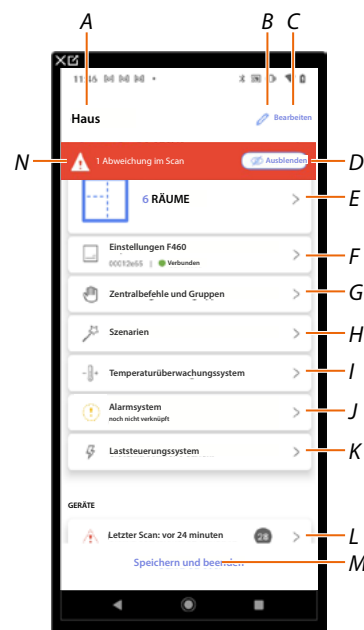 A B C
11:46
Haus Bearbeiten
N 1 Abweichung im Scan Ausblenden D
6 RÄUME E
Einstellungen F460 F
00012e65 | Verbunden
Zentralbefehle und Gruppen G
Szenarien H
Temperaturüberwachungssystem I
Alarmsystem J
noch nicht verknüpft
Laststeuerungssystem K
GERÄTE
Letzter Scan: vor 24 minuten 28 L
Speichern und beenden M